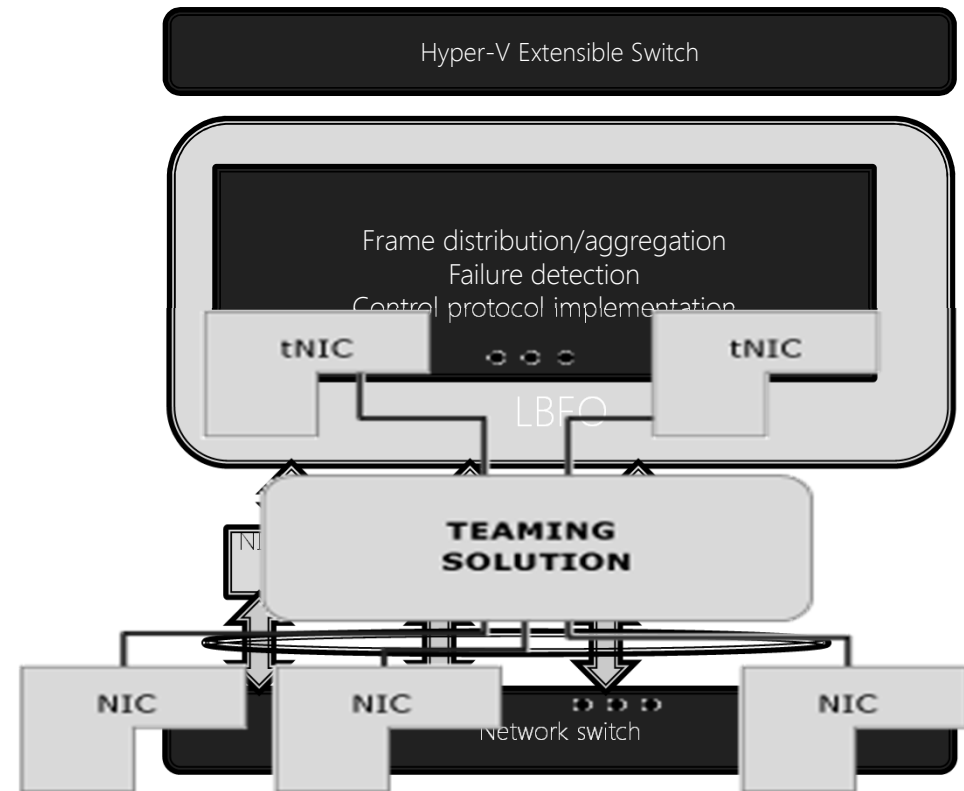 Hyper-V Extensible Switch
Frame distribution/aggregation
Failure detection
Control protocol implementation
tNIC
tNIC
LBFO
TEAMING
SOLUTION
NIC
NIC
NIC
Network switch